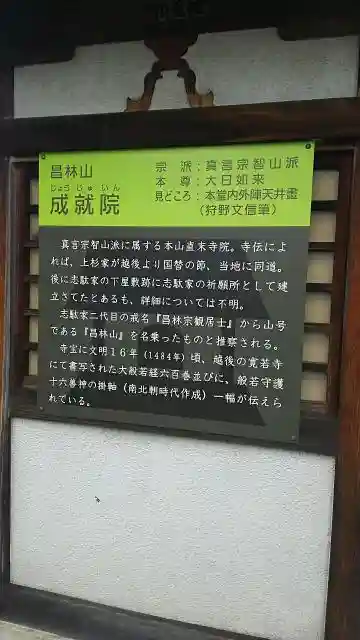 昌林山
じょうじゅいん
成就院
宗派:真言宗智山派
本尊:大日如来
見どころ:本堂内外陣天井畫
(狩野文信筆)
真言宗智山派に属する本山直末寺院。寺伝によ
れば、上杉家が越後より国替の節、当地に同道。
後に志駄家の下屋敷跡に志駄家の祈願所として建
立さてたとあるも、詳細については不明。
志駄家二代目の戒名『昌林宗観居士』から山号
である『昌林山』を名乗ったものと推察される。
寺宝に文明16年(1484年)頃、越後の寛若寺
にて書写された大般若経六百巻並びに、般若守護
十六善神の掛軸(南北朝時代作成)一幅が伝えら
れている。